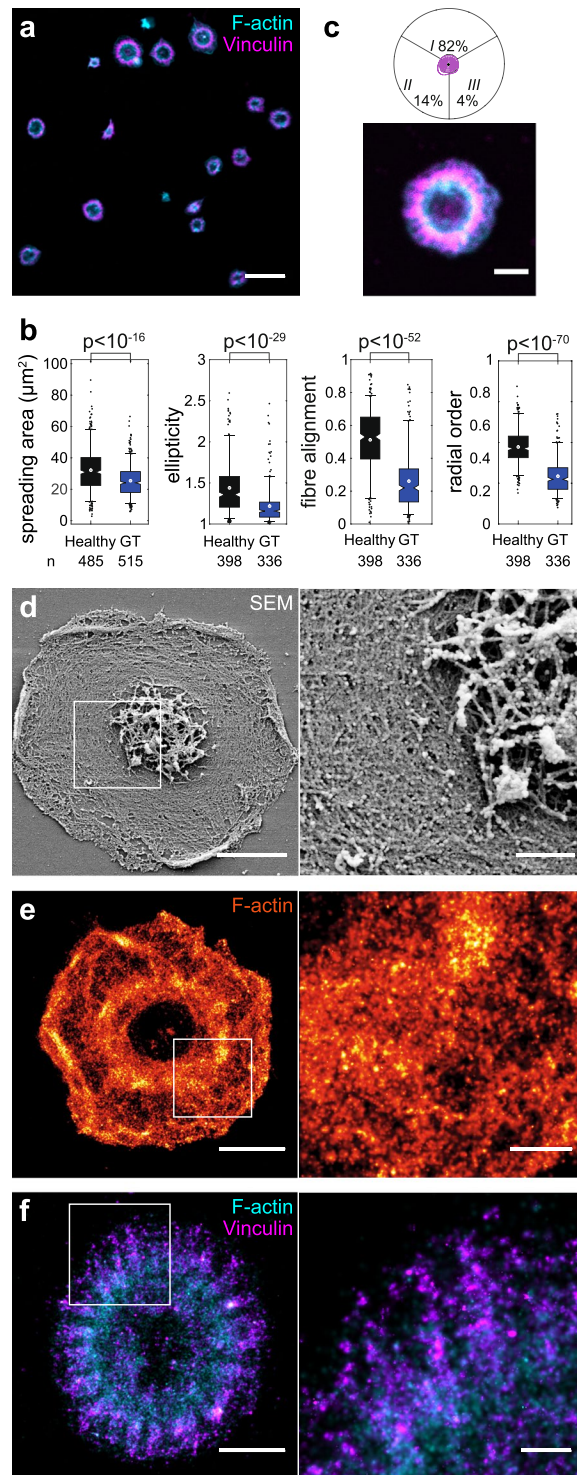 a
F-actin
Vinculin
c
I 82%
II
III
14%
4%
b
p<10-16
p<10-29
p<10-52
p<10-70
spreading area (µm²)
100
80
60
40
20
0
ellipticity
3
2.5
2
1.5
1
fibre alignment
1
0.8
0.6
0.4
0.2
0
radial order
1
0.8
0.6
0.4
0.2
0
Healthy GT
Healthy GT
Healthy GT
Healthy GT
n 485 515
398 336
398 336
398 336
d
SEM
e
F-actin
f
F-actin
Vinculin